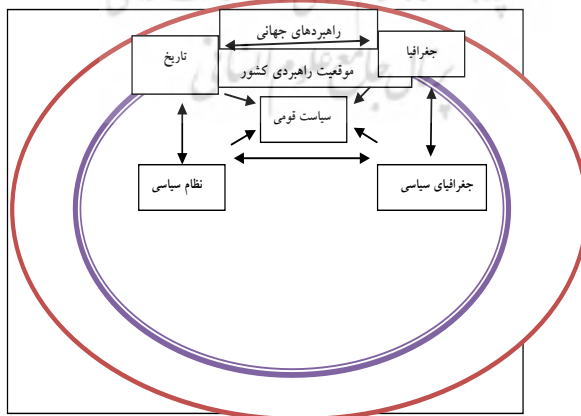 راهبردهای جهانی
جغرافیا
تاریخ
موقعیت راهبردی کشور
سیاست قومی
جغرافیای سیاسی
نظام سیاسی